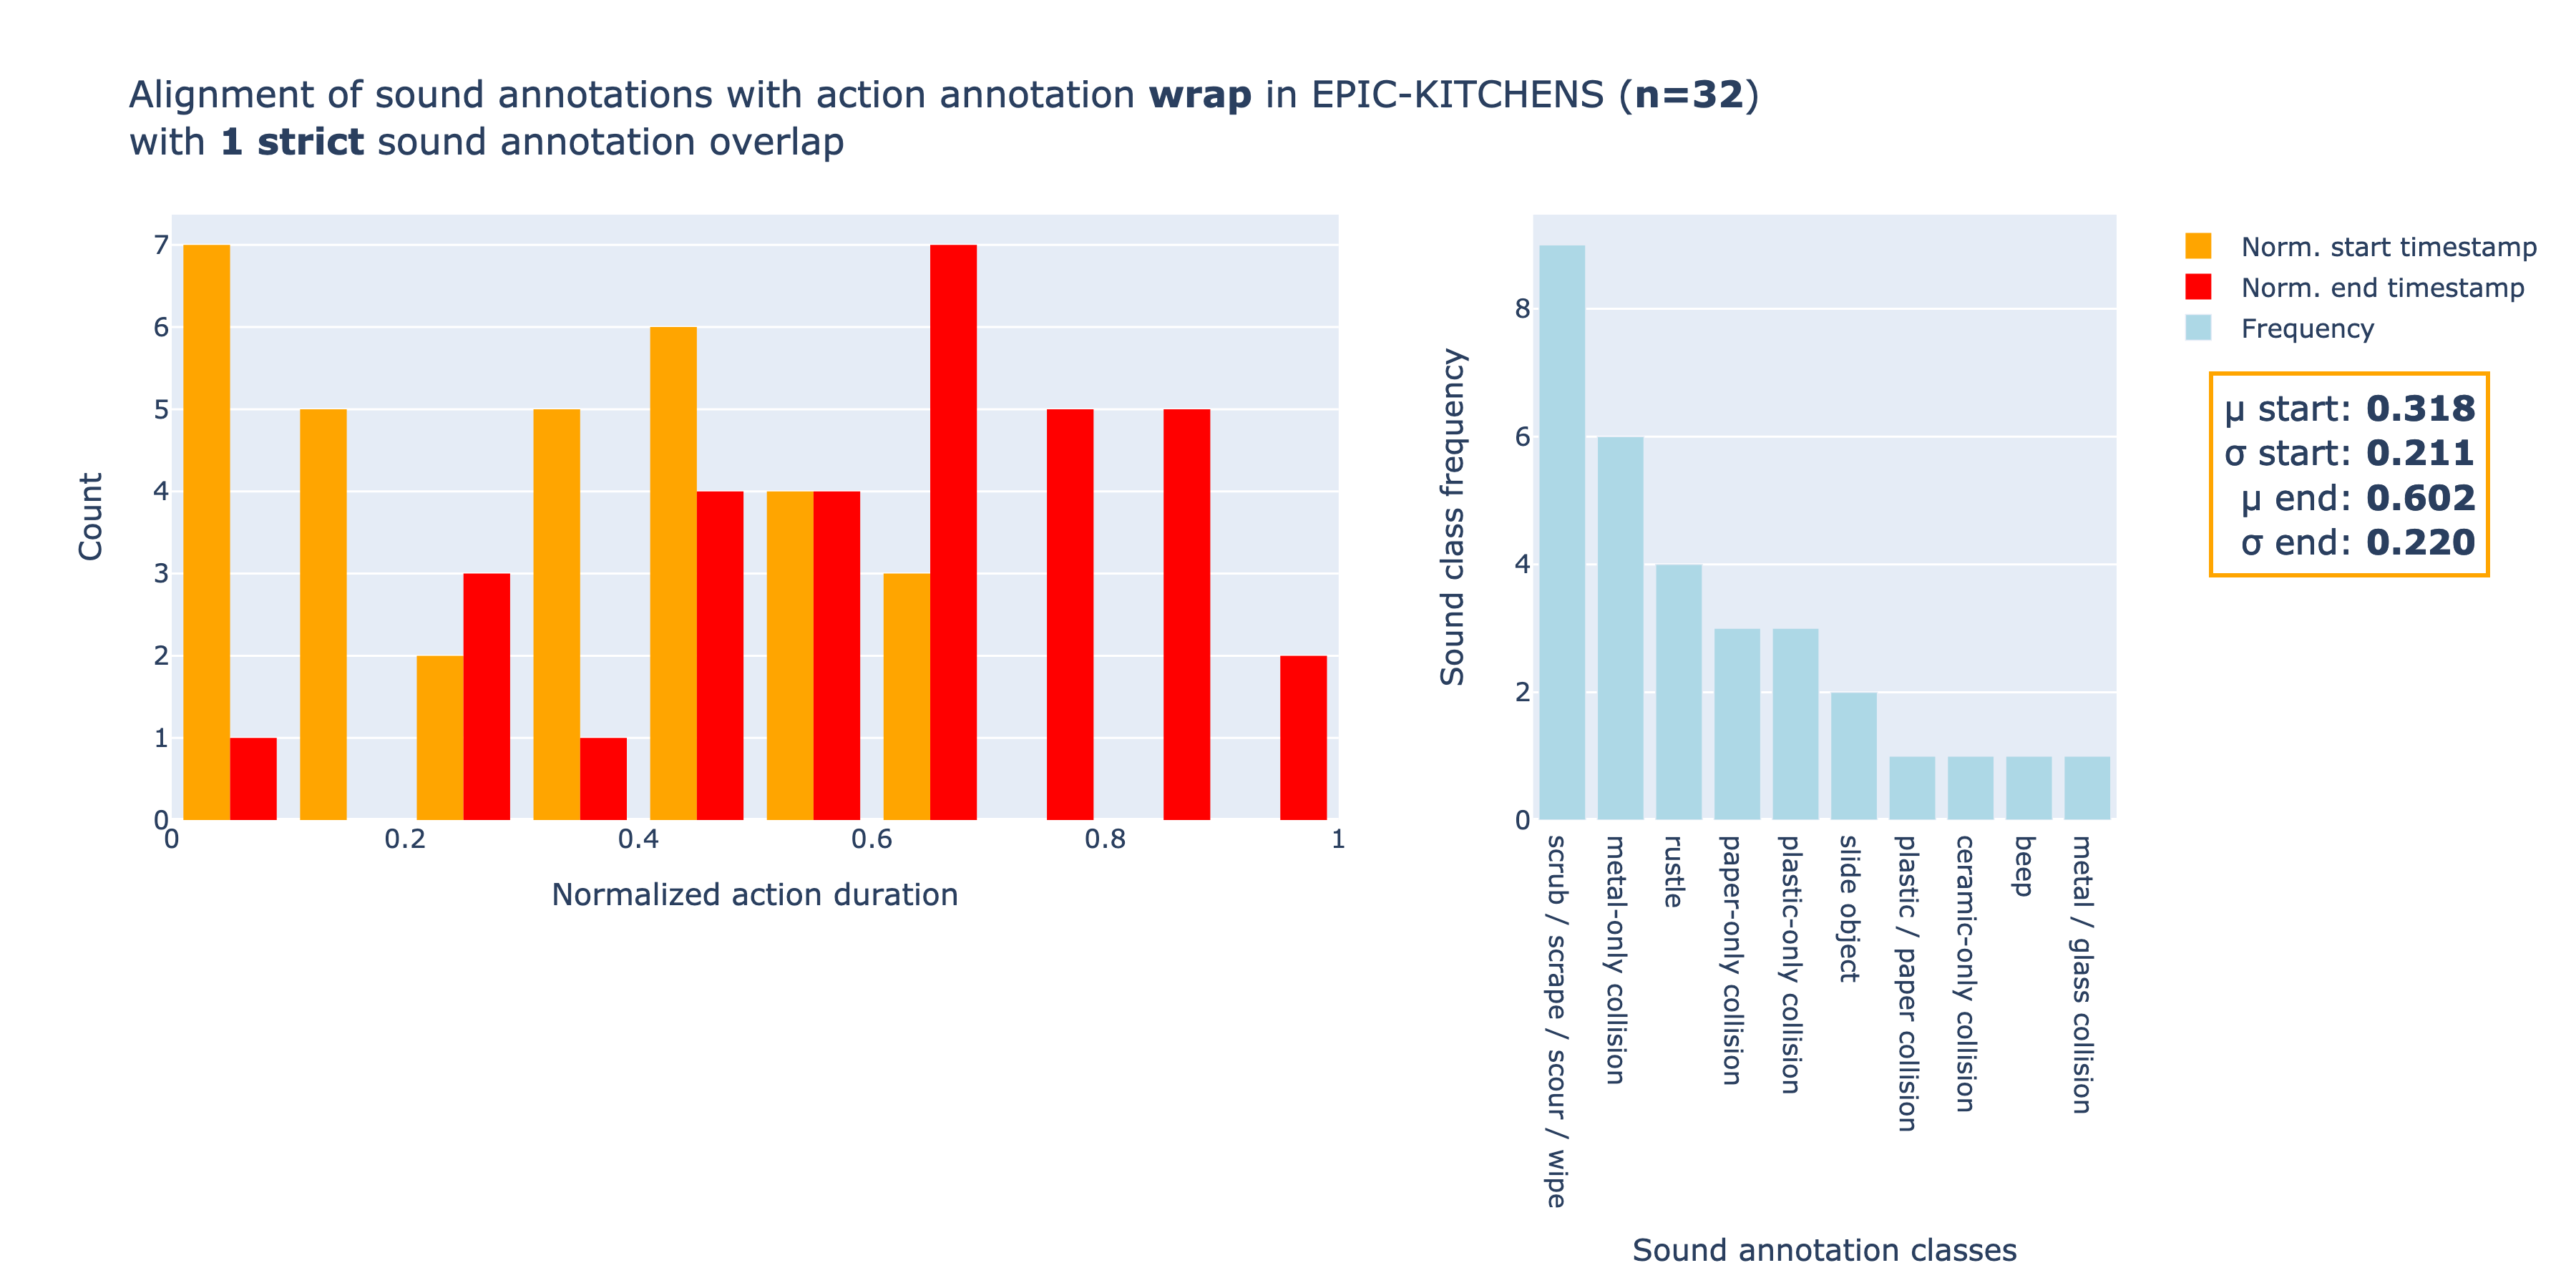 Alignment of sound annotations with action annotation wrap in EPIC-KITCHENS (n=32)
with 1 strict sound annotation overlap
Count
7
6
5
4
3
2
1
0
0
0.2
0.4
0.6
0.8
1
Normalized action duration
Sound class frequency
8
6
4
2
0
scrub / scrape / scour / wipe
metal-only collision
rustle
paper-only collision
plastic-only collision
slide object
plastic / paper collision
ceramic-only collision
beep
metal / glass collision
Sound annotation classes
Norm. start timestamp
Norm. end timestamp
Frequency
μ start: 0.318
σ start: 0.211
μ end: 0.602
σ end: 0.220